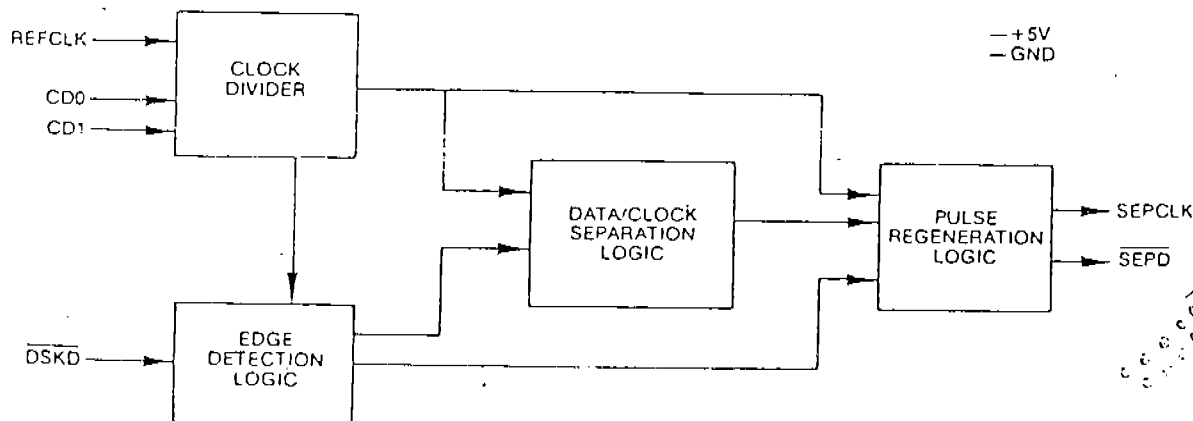 REFCLK
CD0
CD1
CLOCK
DIVIDER
— +5V
— GND
DATA/CLOCK
SEPARATION
LOGIC
PULSE
REGENERATION
LOGIC
SEPCLK
SEPD
DSKD
EDGE
DETECTION
LOGIC